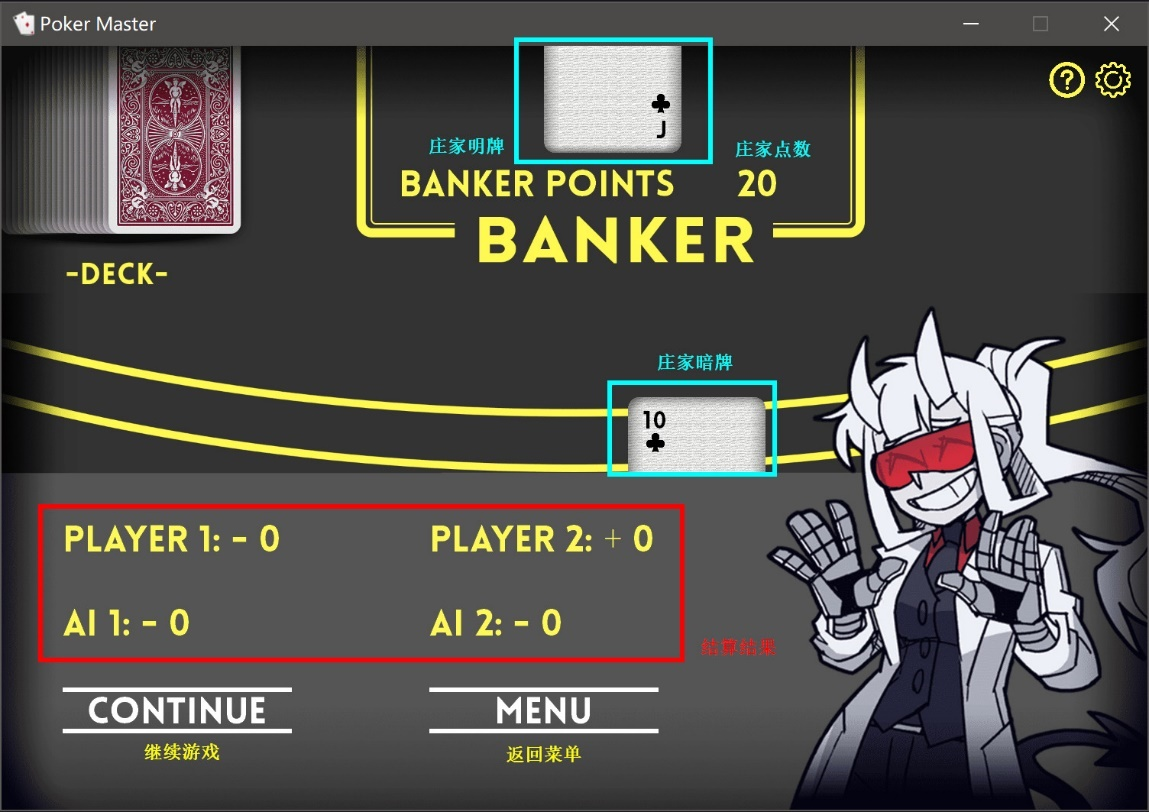 Poker Master
?
J
庄家明牌
庄家点数
BANKER POINTS 20
BANKER
-DECK-
庄家暗牌
10
PLAYER 1: - 0
PLAYER 2: + 0
AI 1: - 0
AI 2: - 0
结算结果
CONTINUE
MENU
继续游戏
返回菜单